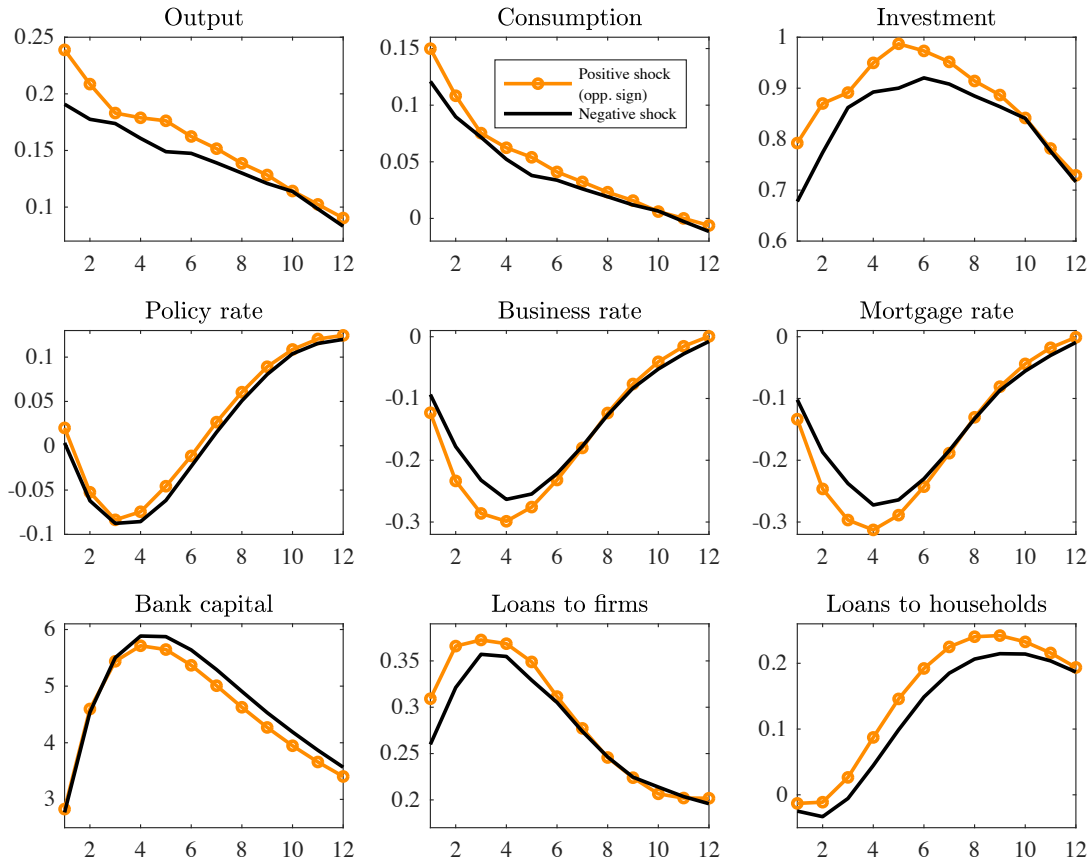 Output
0.25
0.2
0.15
0.1
2 4 6 8 10 12
Consumption
0.15
0.1
0.05
0
2 4 6 8 10 12
Positive shock
(opp. sign)
Negative shock
Investment
1
0.9
0.8
0.7
0.6
2 4 6 8 10 12
Policy rate
0.1
0.05
0
-0.05
-0.1
2 4 6 8 10 12
Business rate
0
-0.1
-0.2
-0.3
2 4 6 8 10 12
Mortgage rate
0
-0.1
-0.2
-0.3
2 4 6 8 10 12
Bank capital
6
5
4
3
2 4 6 8 10 12
Loans to firms
0.35
0.3
0.25
0.2
2 4 6 8 10 12
Loans to households
0.2
0.1
0
2 4 6 8 10 12